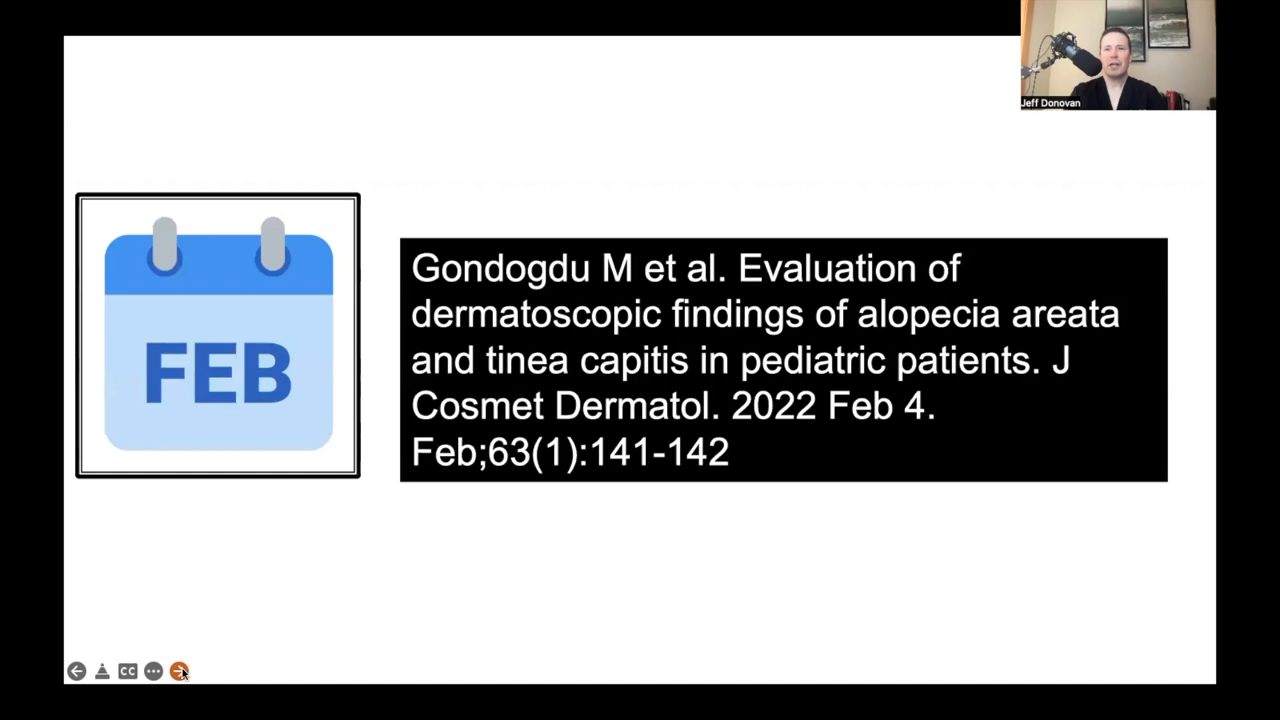 Jeff Donovan
FEB
Gondogdu M et al. Evaluation of
dermatoscopic findings of alopecia areata
and tinea capitis in pediatric patients. J
Cosmet Dermatol. 2022 Feb 4.
Feb;63(1):141-142
CC